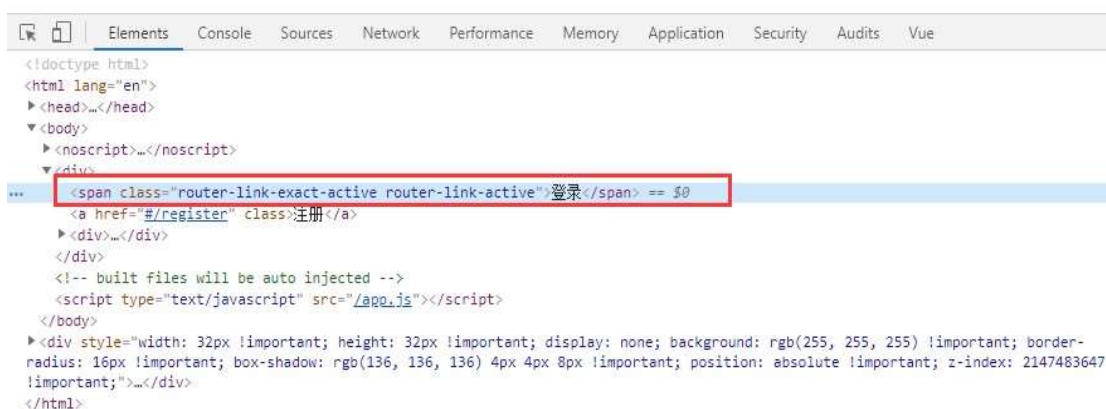 Elements Console Sources Network Performance Memory Application Security Audits Vue
<!doctype html>
<html lang="en">
▶<head>…</head>
▼<body>
▶<noscript>…</noscript>
▼<div>
... <span class="router-link-exact-active router-link-active">登录</span> == $0
<a href="#/register" class>注册</a>
▶<div>…</div>
</div>
<!-- built files will be auto injected -->
<script type="text/javascript" src="/app.js"></script>
</body>
▶<div style="width: 32px !important; height: 32px !important; display: none; background: rgb(255, 255, 255) !important; border-
radius: 16px !important; box-shadow: rgb(136, 136, 136) 4px 4px 8px !important; position: absolute !important; z-index: 2147483647
!important;">…</div>
</html>